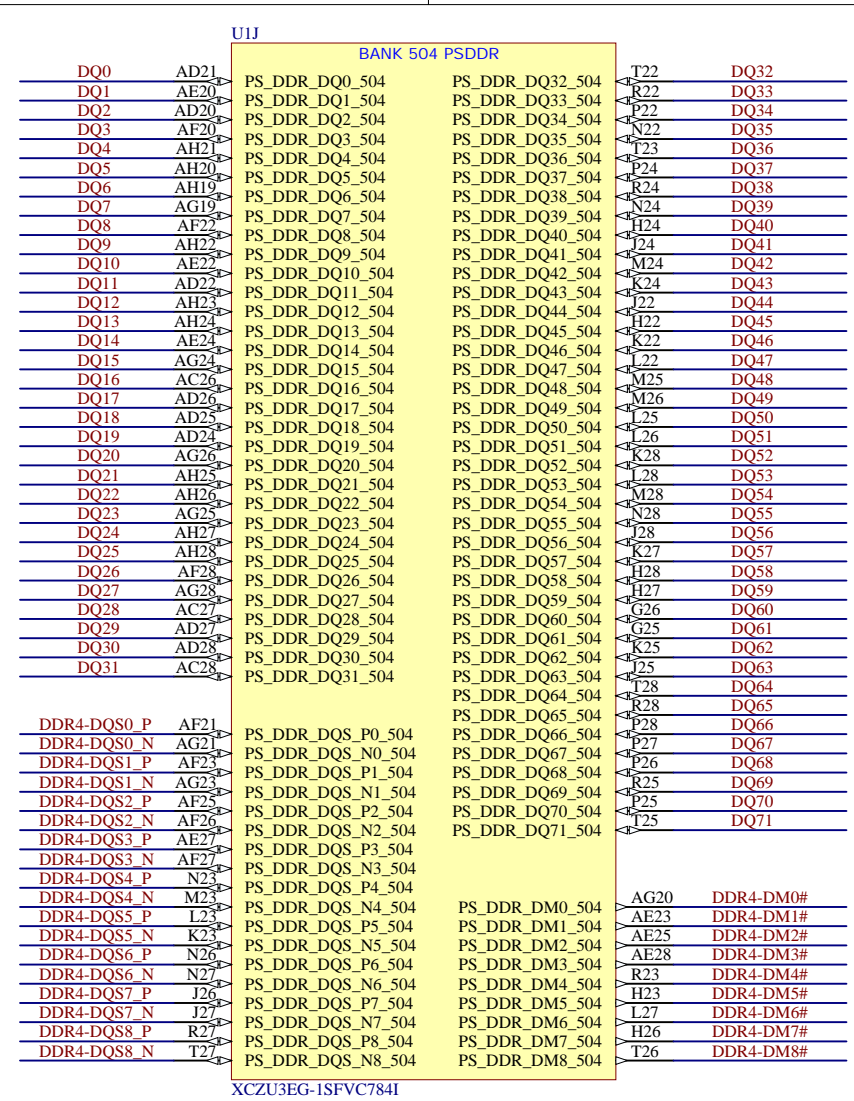 U1J
BANK 504 PSDDR
DQ0 AD21 PS_DDR_DQ0_504 PS_DDR_DQ32_504 T22 DQ32
DQ1 AE20 PS_DDR_DQ1_504 PS_DDR_DQ33_504 R22 DQ33
DQ2 AD20 PS_DDR_DQ2_504 PS_DDR_DQ34_504 P22 DQ34
DQ3 AF20 PS_DDR_DQ3_504 PS_DDR_DQ35_504 N22 DQ35
DQ4 AH21 PS_DDR_DQ4_504 PS_DDR_DQ36_504 T23 DQ36
DQ5 AH20 PS_DDR_DQ5_504 PS_DDR_DQ37_504 P24 DQ37
DQ6 AH19 PS_DDR_DQ6_504 PS_DDR_DQ38_504 R24 DQ38
DQ7 AG19 PS_DDR_DQ7_504 PS_DDR_DQ39_504 N24 DQ39
DQ8 AF22 PS_DDR_DQ8_504 PS_DDR_DQ40_504 H24 DQ40
DQ9 AH22 PS_DDR_DQ9_504 PS_DDR_DQ41_504 J24 DQ41
DQ10 AE22 PS_DDR_DQ10_504 PS_DDR_DQ42_504 M24 DQ42
DQ11 AD22 PS_DDR_DQ11_504 PS_DDR_DQ43_504 K24 DQ43
DQ12 AH23 PS_DDR_DQ12_504 PS_DDR_DQ44_504 J22 DQ44
DQ13 AH24 PS_DDR_DQ13_504 PS_DDR_DQ45_504 H22 DQ45
DQ14 AE24 PS_DDR_DQ14_504 PS_DDR_DQ46_504 K22 DQ46
DQ15 AG24 PS_DDR_DQ15_504 PS_DDR_DQ47_504 L22 DQ47
DQ16 AC26 PS_DDR_DQ16_504 PS_DDR_DQ48_504 M25 DQ48
DQ17 AD26 PS_DDR_DQ17_504 PS_DDR_DQ49_504 M26 DQ49
DQ18 AD25 PS_DDR_DQ18_504 PS_DDR_DQ50_504 L25 DQ50
DQ19 AD24 PS_DDR_DQ19_504 PS_DDR_DQ51_504 L26 DQ51
DQ20 AG26 PS_DDR_DQ20_504 PS_DDR_DQ52_504 K28 DQ52
DQ21 AH25 PS_DDR_DQ21_504 PS_DDR_DQ53_504 L28 DQ53
DQ22 AH26 PS_DDR_DQ22_504 PS_DDR_DQ54_504 M28 DQ54
DQ23 AG25 PS_DDR_DQ23_504 PS_DDR_DQ55_504 N28 DQ55
DQ24 AH27 PS_DDR_DQ24_504 PS_DDR_DQ56_504 J28 DQ56
DQ25 AH28 PS_DDR_DQ25_504 PS_DDR_DQ57_504 K27 DQ57
DQ26 AF28 PS_DDR_DQ26_504 PS_DDR_DQ58_504 H28 DQ58
DQ27 AG28 PS_DDR_DQ27_504 PS_DDR_DQ59_504 H27 DQ59
DQ28 AC27 PS_DDR_DQ28_504 PS_DDR_DQ60_504 G26 DQ60
DQ29 AD27 PS_DDR_DQ29_504 PS_DDR_DQ61_504 G25 DQ61
DQ30 AD28 PS_DDR_DQ30_504 PS_DDR_DQ62_504 K25 DQ62
DQ31 AC28 PS_DDR_DQ31_504 PS_DDR_DQ63_504 J25 DQ63
PS_DDR_DQ64_504 T28 DQ64
PS_DDR_DQ65_504 R28 DQ65
DDR4-DQS0_P AF21 PS_DDR_DQS_P0_504 PS_DDR_DQ66_504 P28 DQ66
DDR4-DQS0_N AG21 PS_DDR_DQS_N0_504 PS_DDR_DQ67_504 P27 DQ67
DDR4-DQS1_P AF23 PS_DDR_DQS_P1_504 PS_DDR_DQ68_504 P26 DQ68
DDR4-DQS1_N AG23 PS_DDR_DQS_N1_504 PS_DDR_DQ69_504 R25 DQ69
DDR4-DQS2_P AF25 PS_DDR_DQS_P2_504 PS_DDR_DQ70_504 P25 DQ70
DDR4-DQS2_N AF26 PS_DDR_DQS_N2_504 PS_DDR_DQ71_504 T25 DQ71
DDR4-DQS3_P AE27 PS_DDR_DQS_P3_504
DDR4-DQS3_N AF27 PS_DDR_DQS_N3_504
DDR4-DQS4_P N23 PS_DDR_DQS_P4_504
DDR4-DQS4_N M23 PS_DDR_DQS_N4_504 PS_DDR_DM0_504 AG20 DDR4-DM0#
DDR4-DQS5_P L23 PS_DDR_DQS_P5_504 PS_DDR_DM1_504 AE23 DDR4-DM1#
DDR4-DQS5_N K23 PS_DDR_DQS_N5_504 PS_DDR_DM2_504 AE25 DDR4-DM2#
DDR4-DQS6_P N26 PS_DDR_DQS_P6_504 PS_DDR_DM3_504 AE28 DDR4-DM3#
DDR4-DQS6_N N27 PS_DDR_DQS_N6_504 PS_DDR_DM4_504 R23 DDR4-DM4#
DDR4-DQS7_P J26 PS_DDR_DQS_P7_504 PS_DDR_DM5_504 H23 DDR4-DM5#
DDR4-DQS7_N J27 PS_DDR_DQS_N7_504 PS_DDR_DM6_504 L27 DDR4-DM6#
DDR4-DQS8_P R27 PS_DDR_DQS_P8_504 PS_DDR_DM7_504 H26 DDR4-DM7#
DDR4-DQS8_N T27 PS_DDR_DQS_N8_504 PS_DDR_DM8_504 T26 DDR4-DM8#
XCZU3EG-1SFVC784I